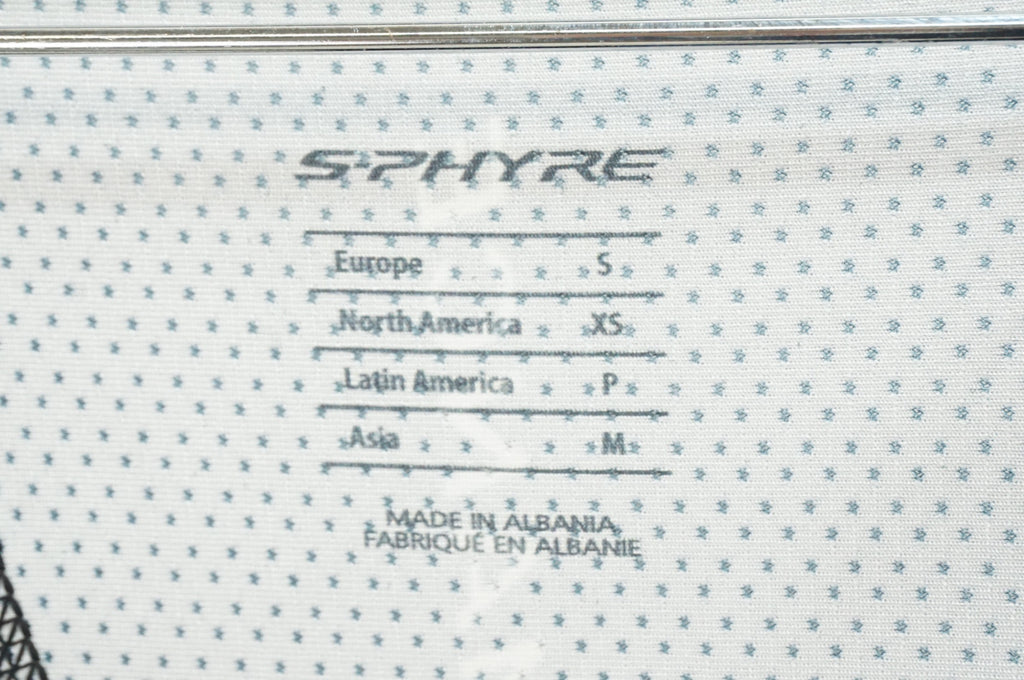 S-PHYRE
Europe S
North America XS
Latin America P
Asia M
MADE IN ALBANIA
FABRIQUÉ EN ALBANIE